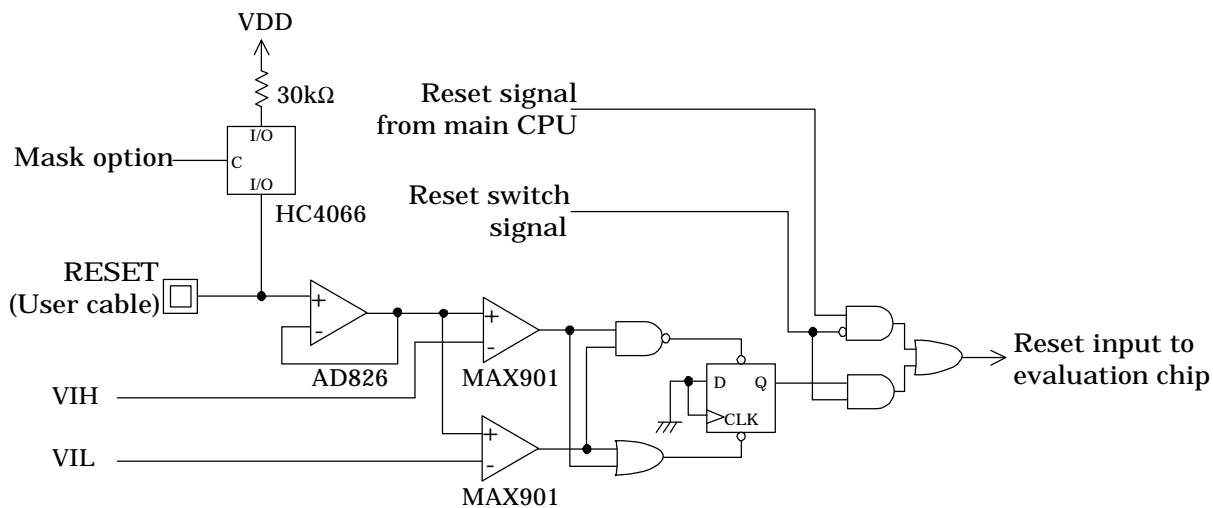 VDD
30kΩ
I/O
Mask option
C
I/O
HC4066
Reset signal
from main CPU
Reset switch
signal
RESET
(User cable)
+
-
AD826
+
-
MAX901
VIH
D
Q
CLK
Reset input to
evaluation chip
VIL
+
-
MAX901